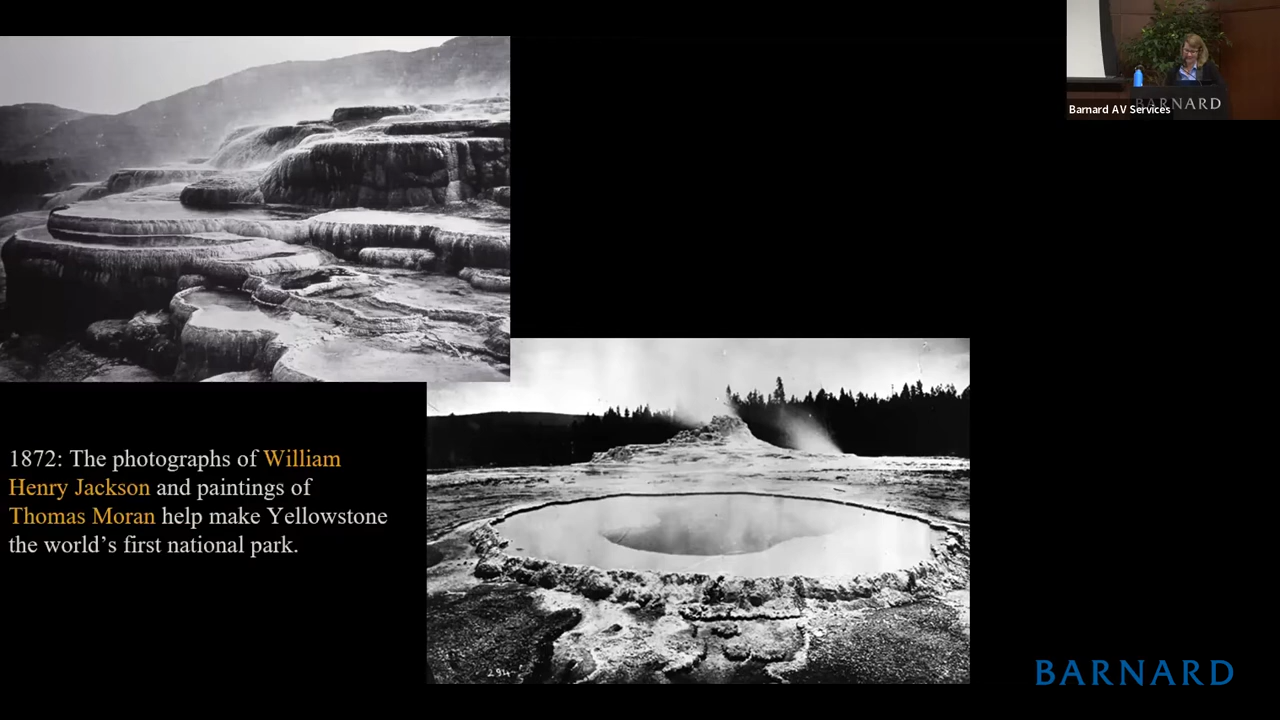 BARNARD
Barnard AV Services
1872: The photographs of William
Henry Jackson and paintings of
Thomas Moran help make Yellowstone
the world's first national park.
294
BARNARD